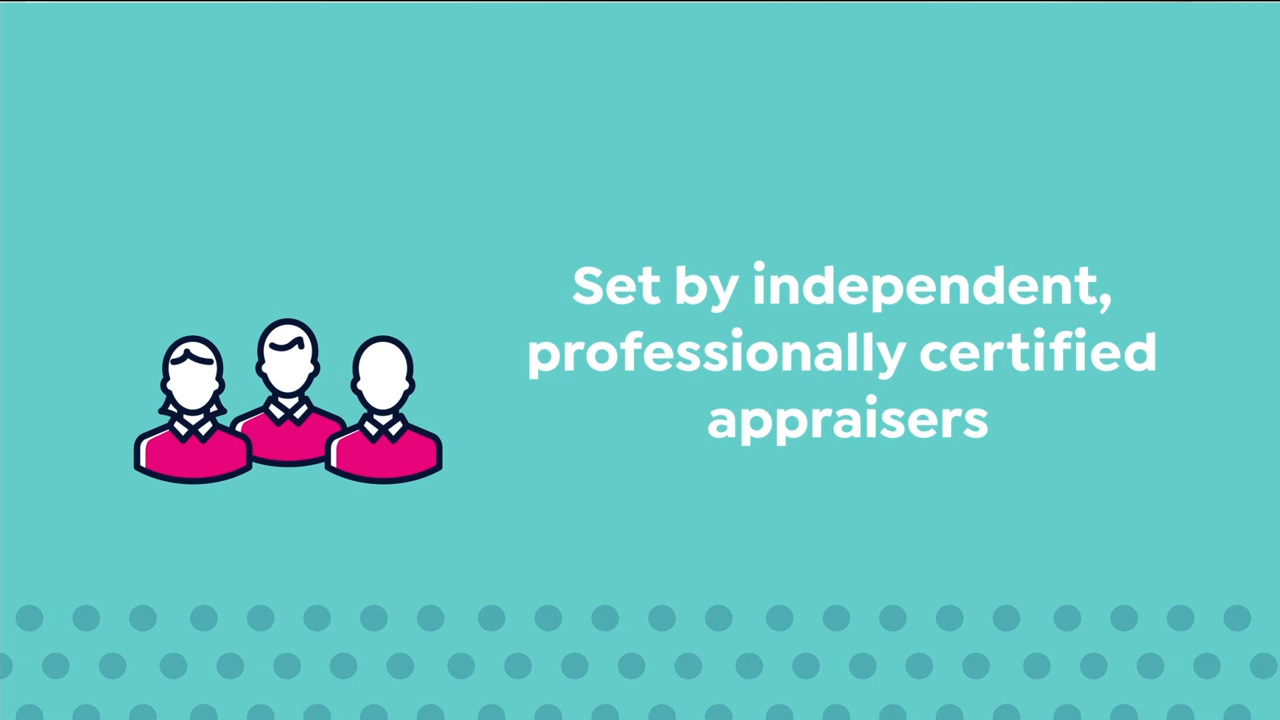 Set by independent,
professionally certified
appraisers